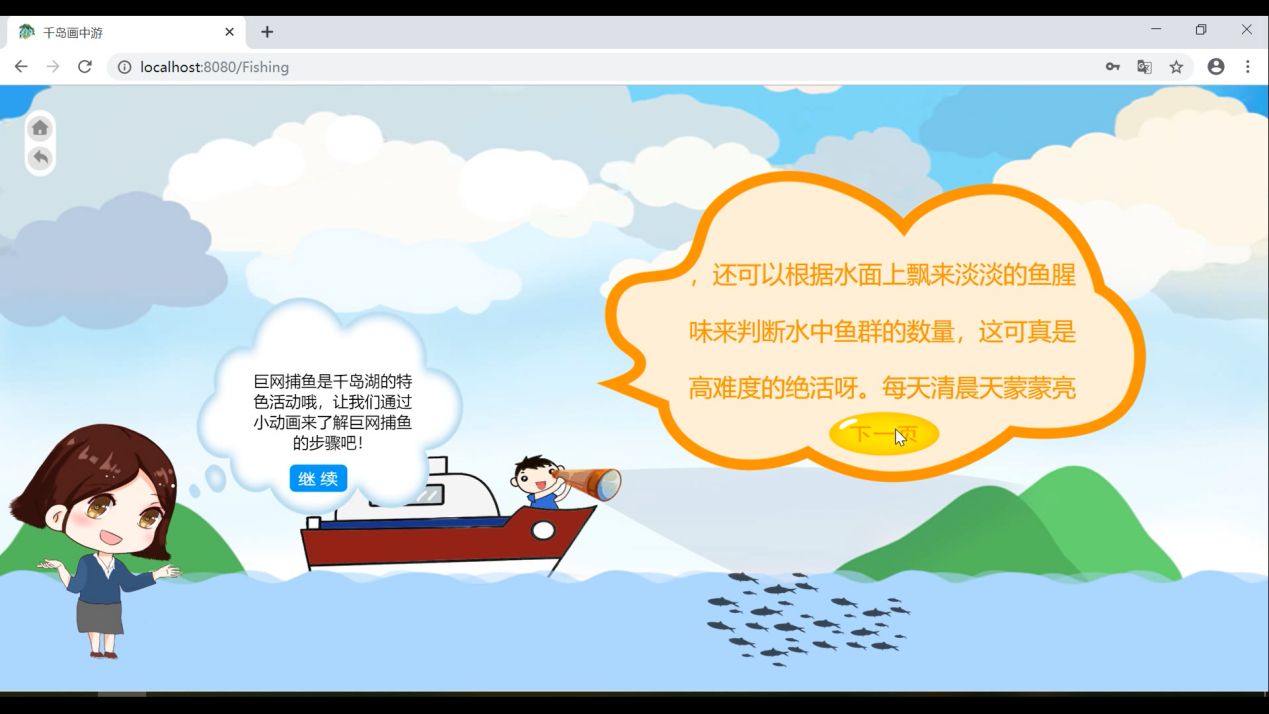 千岛画中游
localhost:8080/Fishing
，还可以根据水面上飘来淡淡的鱼腥
味来判断水中鱼群的数量，这可真是
高难度的绝活呀。每天清晨天蒙蒙亮
下一页
巨网捕鱼是千岛湖的特
色活动哦，让我们通过
小动画来了解巨网捕鱼
的步骤吧！
继 续